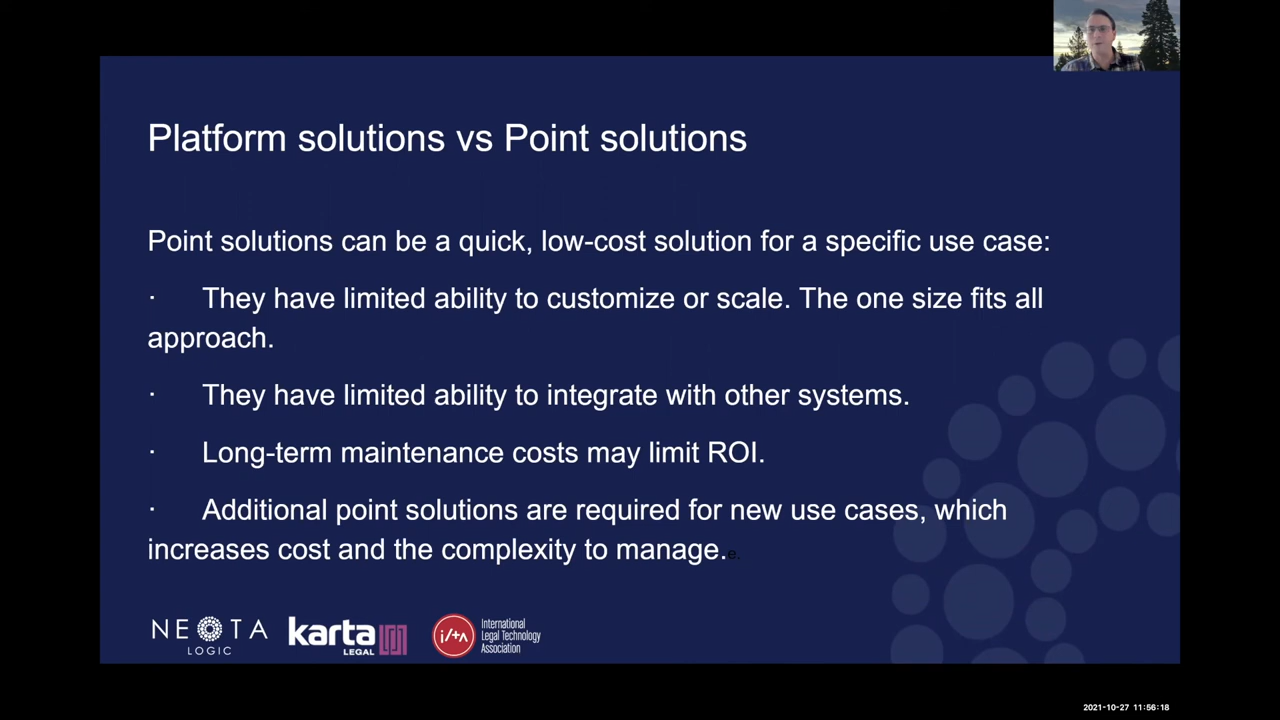 Platform solutions vs Point solutions
Point solutions can be a quick, low-cost solution for a specific use case:
· They have limited ability to customize or scale. The one size fits all
approach.
· They have limited ability to integrate with other systems.
· Long-term maintenance costs may limit ROI.
· Additional point solutions are required for new use cases, which
increases cost and the complexity to manage.e.
NEOTA
LOGIC
karta
LEGAL
i/ta
International
Legal Technology
Association
2021-10-27 11:56:18